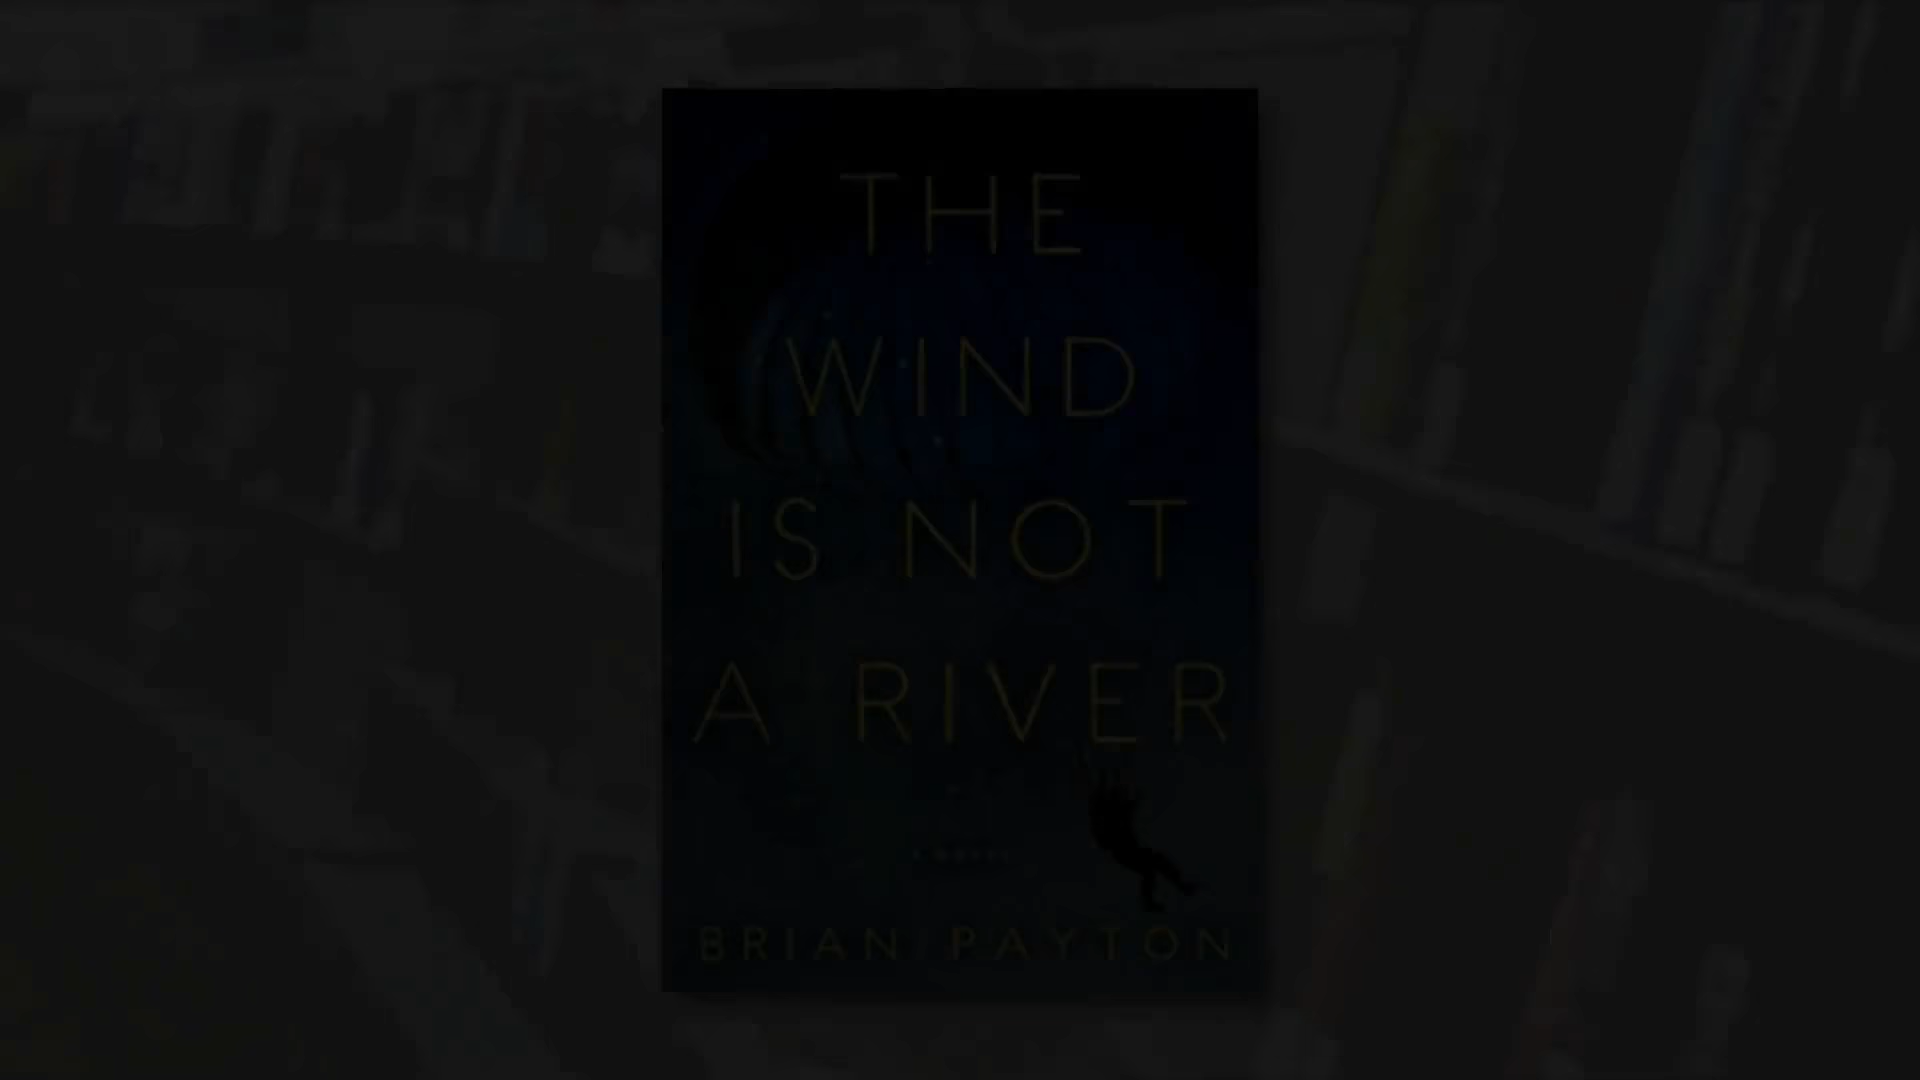 THE
WIND
IS NOT
A RIVER
BRIAN PAYTON